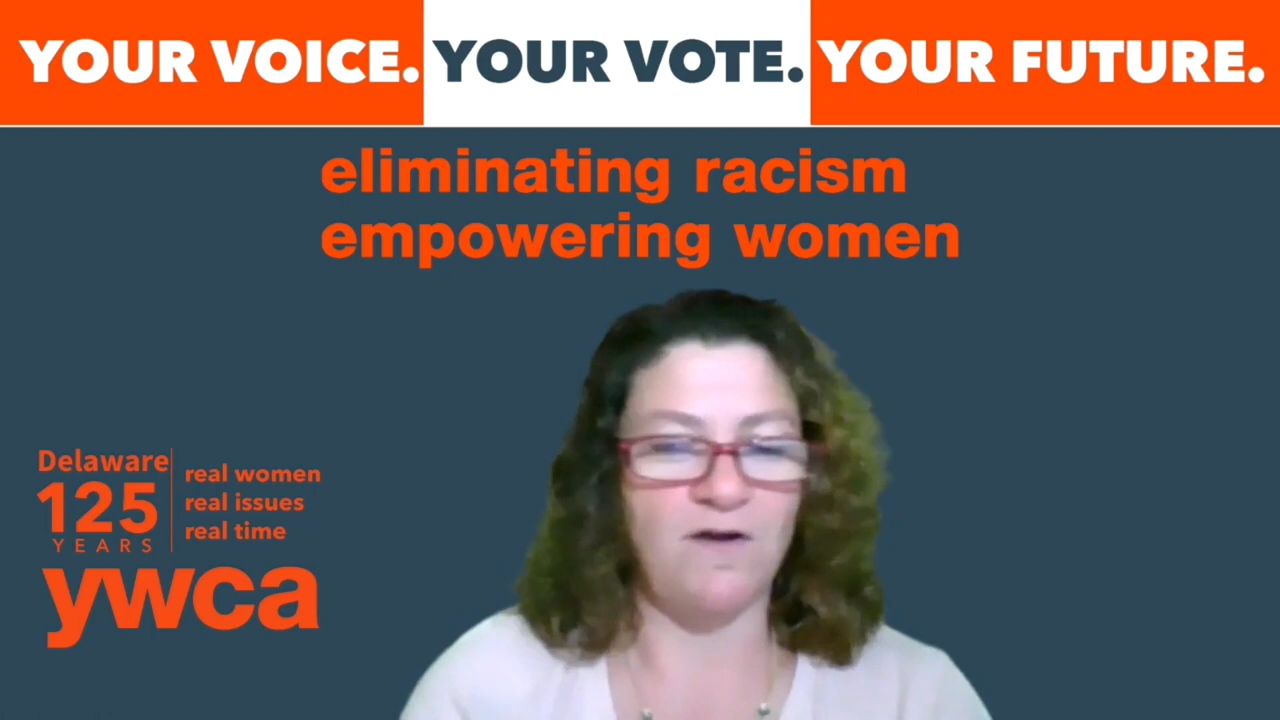 YOUR VOICE. YOUR VOTE. YOUR FUTURE.
eliminating racism
empowering women
Delaware
125
YEARS
real women
real issues
real time
ywca